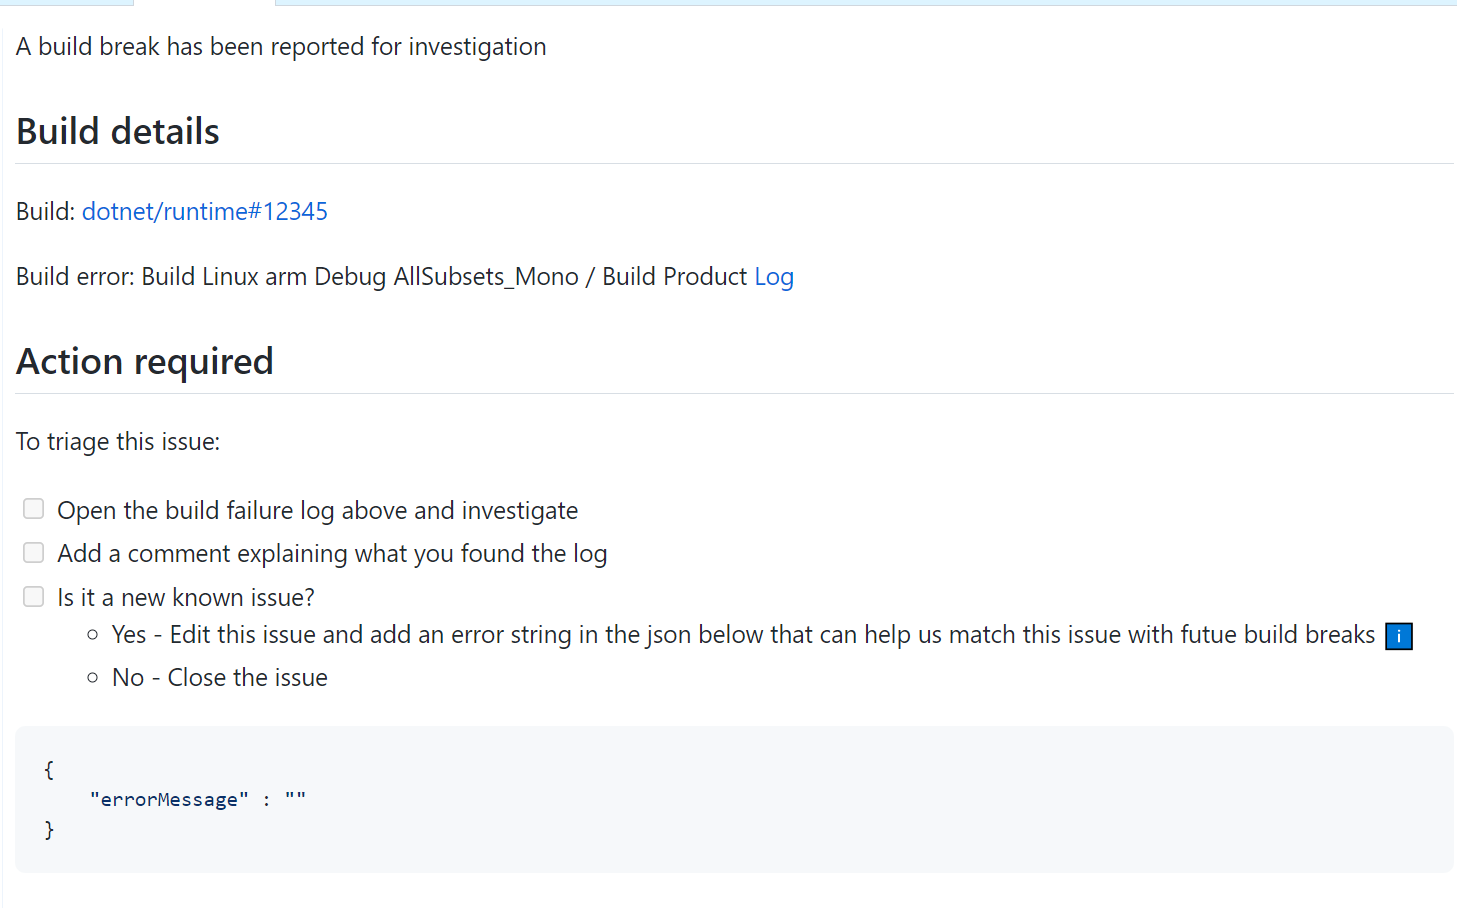 A build break has been reported for investigation
Build details
Build: dotnet/runtime#12345
Build error: Build Linux arm Debug AllSubsets_Mono / Build Product Log
Action required
To triage this issue:
Open the build failure log above and investigate
Add a comment explaining what you found the log
Is it a new known issue?
Yes - Edit this issue and add an error string in the json below that can help us match this issue with futue build breaks i
No - Close the issue
{
"errorMessage" : ""
}